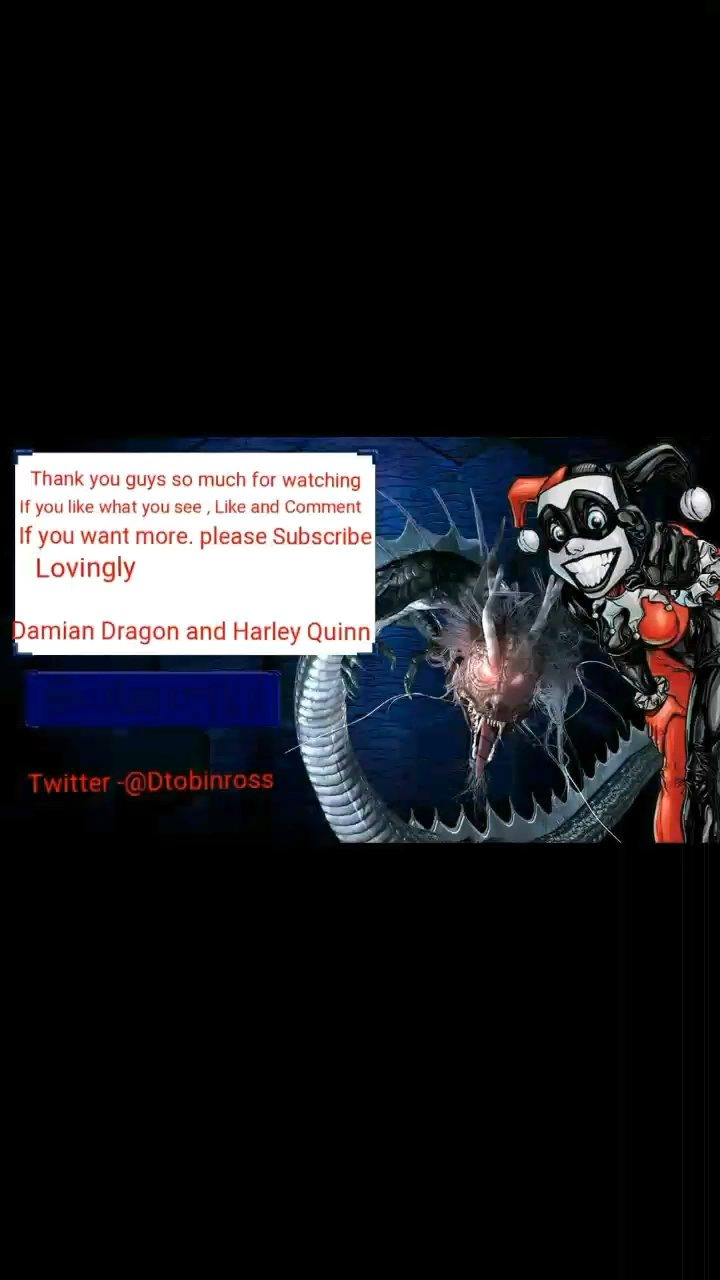 Thank you guys so much for watching
If you like what you see , Like and Comment
If you want more. please Subscribe
Lovingly
Damian Dragon and Harley Quinn
Twitter -@Dtobinross